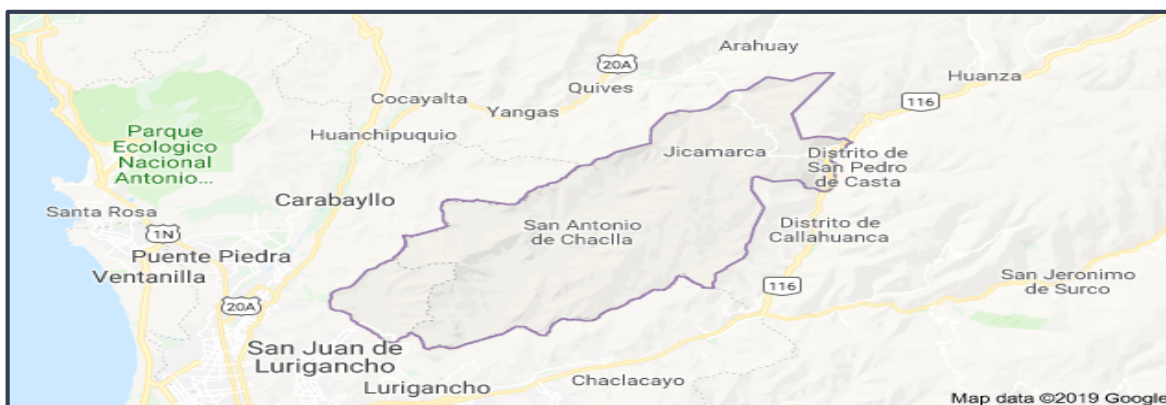 Arahuay
20A
Huanza
Quives
Cocayalta
116
Yangas
Parque
Ecologico
Nacional
Antonio...
Huanchipuquio
Jicamarca
Distrito de
San Pedro
de Casta
Carabayllo
Santa Rosa
San Antonio
de Chaclla
Distrito de
Callahuanca
1N
Puente Piedra
Ventanilla
San Jeronimo
de Surco
116
20A
San Juan de
Lurigancho
Lurigancho
Chaclacayo
Map data ©2019 Google